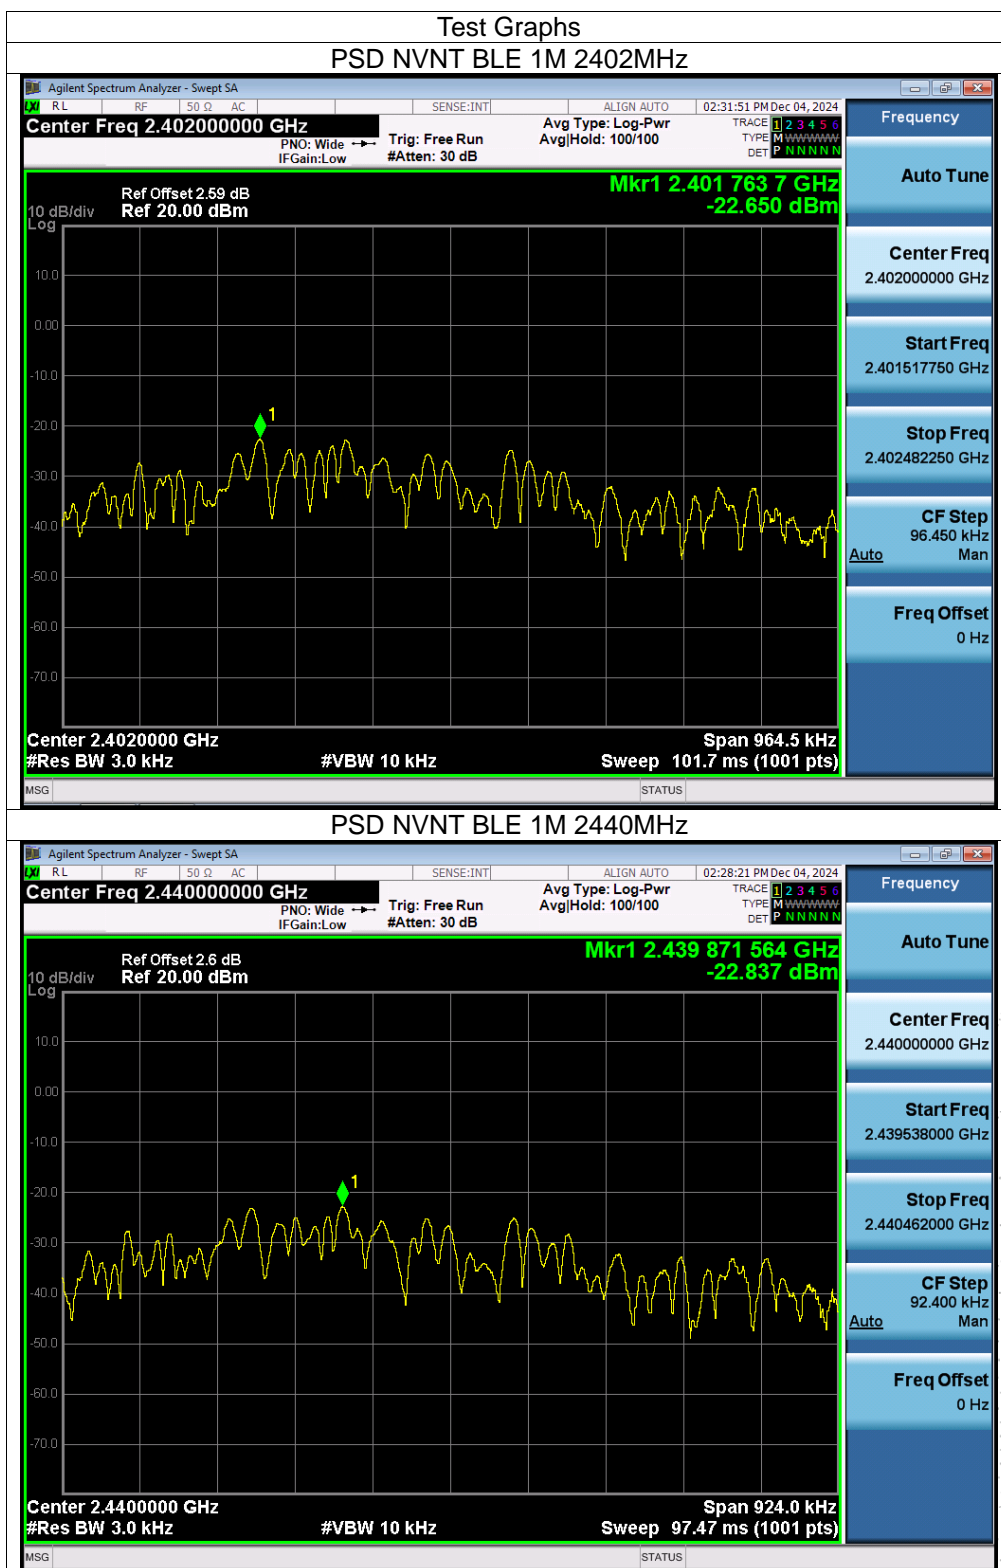 Test Graphs
PSD NVNT BLE 1M 2402MHz
Agilent Spectrum Analyzer - Swept SA
LXI RL RF 50 Ω AC SENSE:INT ALIGN AUTO 02:31:51 PM Dec 04, 2024
Center Freq 2.402000000 GHz
PNO: Wide
IFGain:Low
Trig: Free Run
#Atten: 30 dB
Avg Type: Log-Pwr
Avg|Hold: 100/100
TRACE 1 2 3 4 5 6
TYPE M WWWWW
DET P N N N N N
Frequency
Ref Offset 2.59 dB
Ref 20.00 dBm
10 dB/div
Log
Mkr1 2.401 763 7 GHz
-22.650 dBm
10.0
0.00
-10.0
-20.0
-30.0
-40.0
-50.0
-60.0
-70.0
1
Center 2.4020000 GHz
Span 964.5 kHz
#Res BW 3.0 kHz
#VBW 10 kHz
Sweep 101.7 ms (1001 pts)
MSG
STATUS
Auto Tune
Center Freq
2.402000000 GHz
Start Freq
2.401517750 GHz
Stop Freq
2.402482250 GHz
CF Step
96.450 kHz
Auto Man
Freq Offset
0 Hz
PSD NVNT BLE 1M 2440MHz
Agilent Spectrum Analyzer - Swept SA
LXI RL RF 50 Ω AC SENSE:INT ALIGN AUTO 02:28:21 PM Dec 04, 2024
Center Freq 2.440000000 GHz
PNO: Wide
IFGain:Low
Trig: Free Run
#Atten: 30 dB
Avg Type: Log-Pwr
Avg|Hold: 100/100
TRACE 1 2 3 4 5 6
TYPE M WWWWW
DET P N N N N N
Frequency
Ref Offset 2.6 dB
Ref 20.00 dBm
10 dB/div
Log
Mkr1 2.439 871 564 GHz
-22.837 dBm
10.0
0.00
-10.0
-20.0
-30.0
-40.0
-50.0
-60.0
-70.0
1
Center 2.4400000 GHz
Span 924.0 kHz
#Res BW 3.0 kHz
#VBW 10 kHz
Sweep 97.47 ms (1001 pts)
MSG
STATUS
Auto Tune
Center Freq
2.440000000 GHz
Start Freq
2.439538000 GHz
Stop Freq
2.440462000 GHz
CF Step
92.400 kHz
Auto Man
Freq Offset
0 Hz